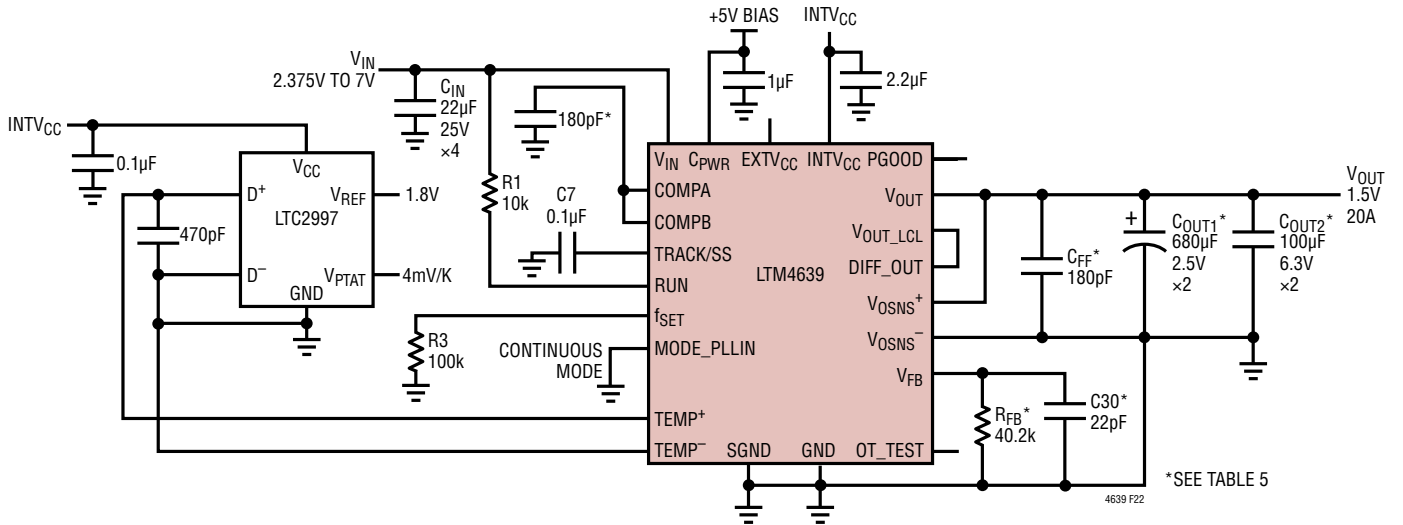 +5V BIAS
INTVCC
VIN
2.375V TO 7V
CIN
22µF
25V
×4
1µF
2.2µF
180pF*
INTVCC
0.1µF
VCC
D+
VREF
1.8V
LTC2997
470pF
D–
VPTAT
4mV/K
GND
R1
10k
C7
0.1µF
R3
100k
CONTINUOUS
MODE
VIN
CPWR
EXTVCC
INTVCC
PGOOD
COMPA
COMPB
TRACK/SS
RUN
fSET
MODE_PLLIN
TEMP+
TEMP–
SGND
GND
OT_TEST
LTM4639
VOUT
VOUT_LCL
DIFF_OUT
VOSNS+
VOSNS–
VFB
CFF*
180pF
+
COUT1*
680µF
2.5V
×2
COUT2*
100µF
6.3V
×2
VOUT
1.5V
20A
RFB*
40.2k
C30*
22pF
*SEE TABLE 5
4639 F22